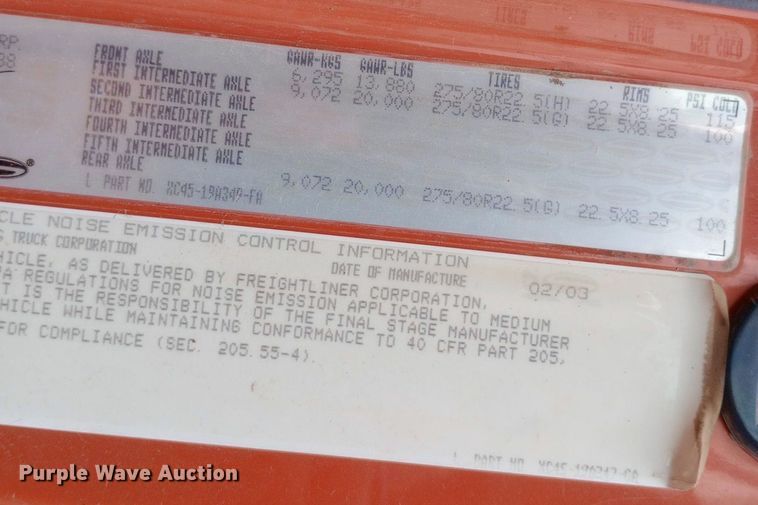 RP.
88
FRONT AXLE
FIRST INTERMEDIATE AXLE
SECOND INTERMEDIATE AXLE
THIRD INTERMEDIATE AXLE
FOURTH INTERMEDIATE AXLE
FIFTH INTERMEDIATE AXLE
REAR AXLE
GAWR-KGS GAWR-LBS TIRES RIMS PSI COLD
6,295 13,880 275/80R22.5(H) 22.5X8.25 115
9,072 20,000 275/80R22.5(G) 22.5X8.25 100
9,072 20,000 275/80R22.5(G) 22.5X8.25 100
L PART NO. XC45-19A349-FA
CLE NOISE EMISSION CONTROL INFORMATION
TRUCK CORPORATION DATE OF MANUFACTURE 02/03
HICLE, AS DELIVERED BY FREIGHTLINER CORPORATION,
REGULATIONS FOR NOISE EMISSION APPLICABLE TO MEDIUM
T IS THE RESPONSIBILITY OF THE FINAL STAGE MANUFACTURER
HICLE WHILE MAINTAINING CONFORMANCE TO 40 CFR PART 205,
FOR COMPLIANCE (SEC. 205.55-4).
PART NO.
Purple Wave Auction